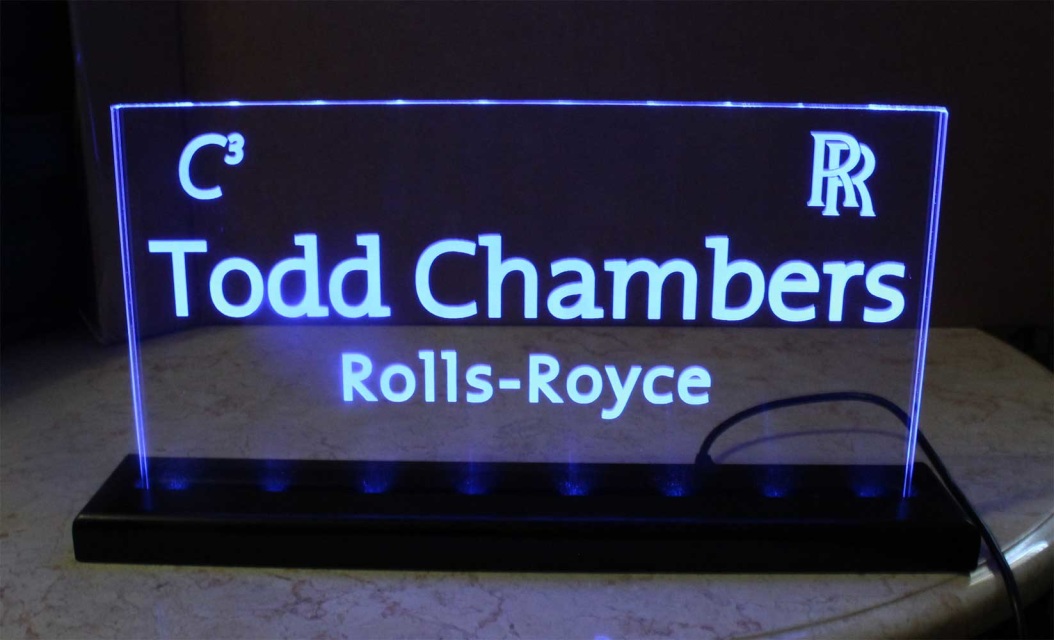 C³ RR
Todd Chambers
Rolls-Royce